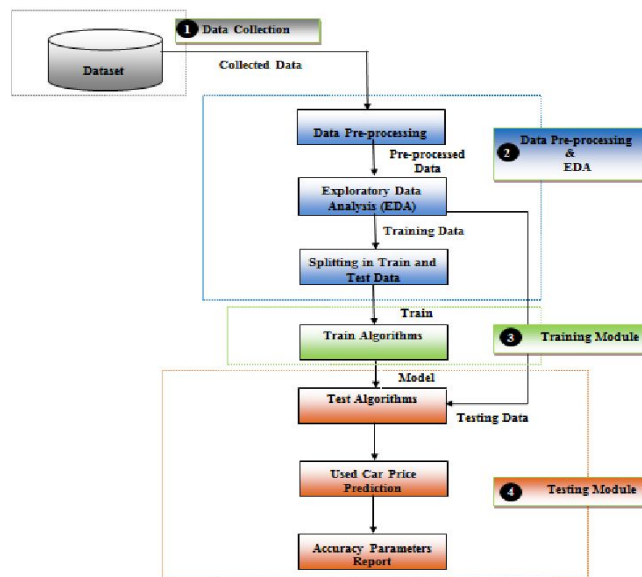 1 Data Collection
Dataset
Collected Data
Data Pre-processing
2 Data Pre-processing
&
EDA
Pre-processed
Data
Exploratory Data
Analysis (EDA)
Training Data
Splitting in Train and
Test Data
Train
Train Algorithms
3 Training Module
Model
Test Algorithms
Testing Data
Used Car Price
Prediction
4 Testing Module
Accuracy Parameters
Report